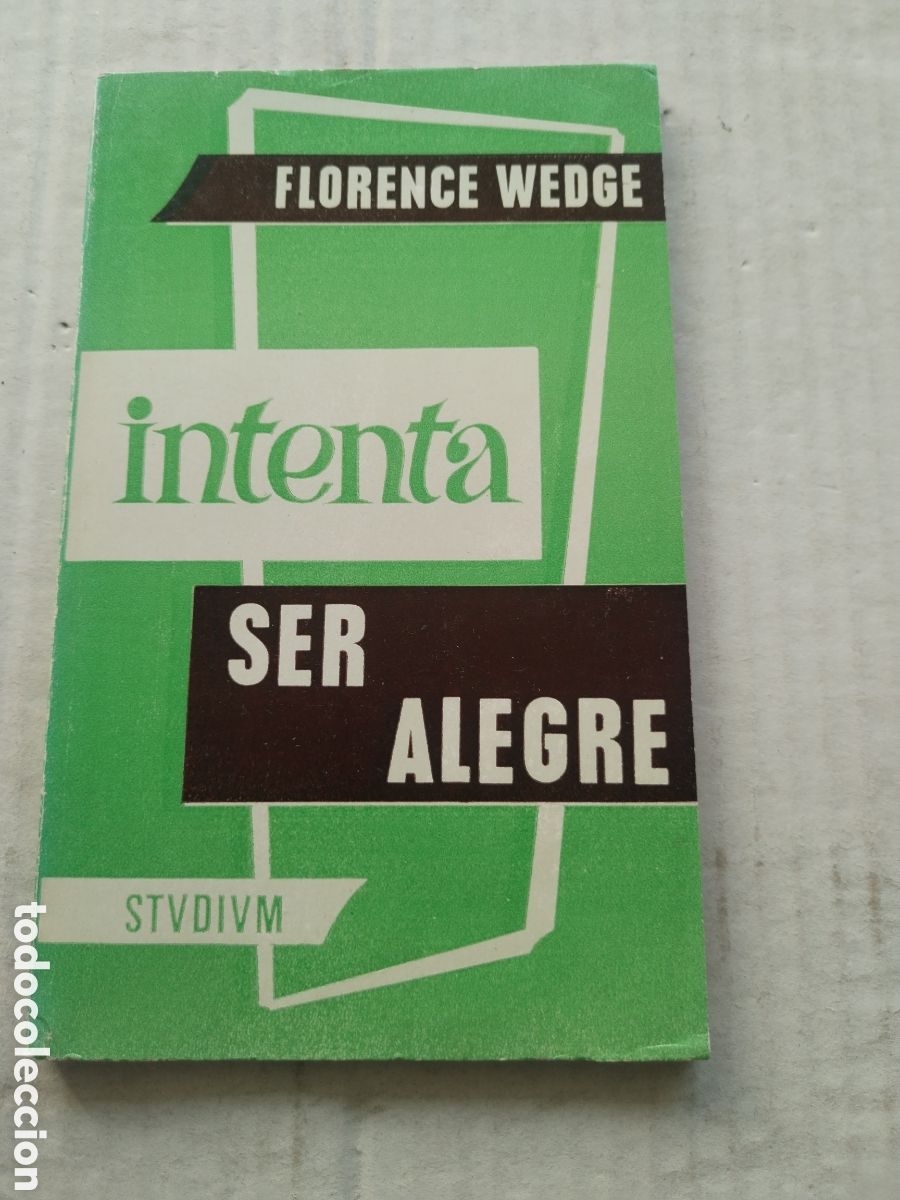 FLORENCE WEDGE
intenta
SER
ALEGRE
STVDIVM
todocoleccion